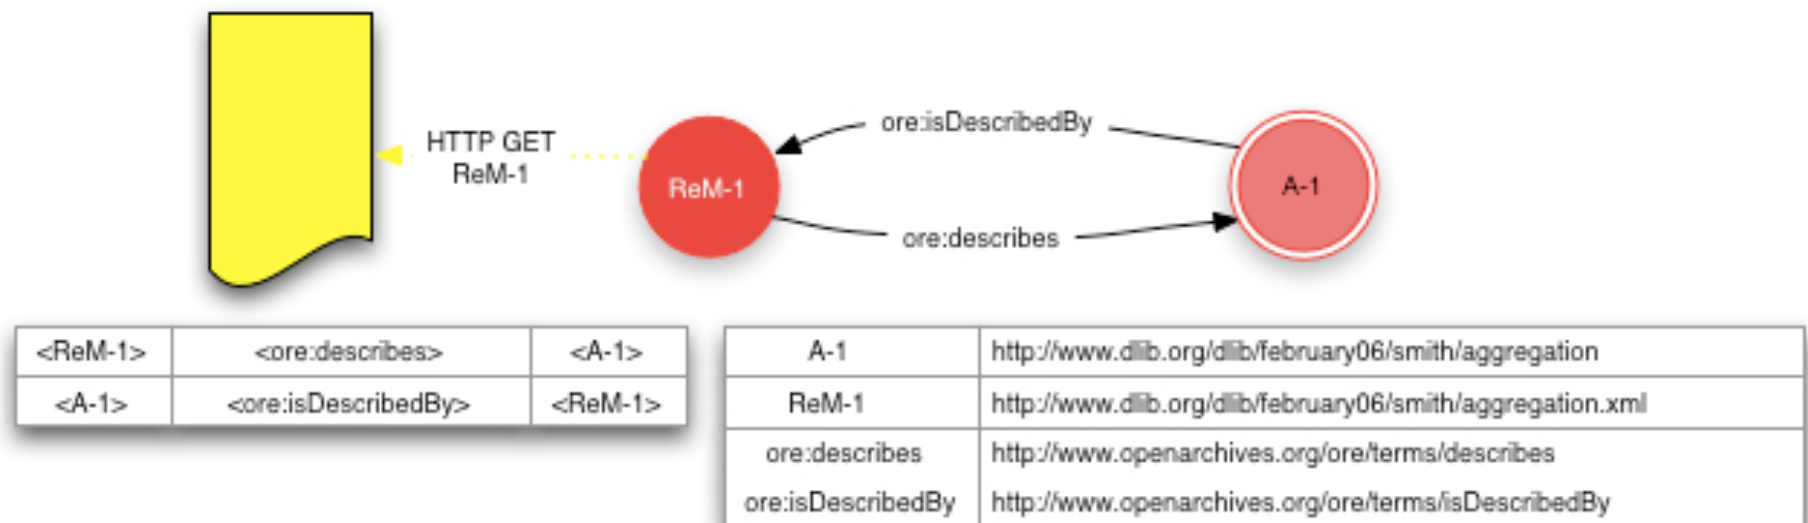 HTTP GET
ReM-1
ReM-1
ore:isDescribedBy
ore:describes
A-1
<ReM-1> <ore:describes> <A-1>
<A-1> <ore:isDescribedBy> <ReM-1>
A-1 http://www.dlib.org/dlib/february06/smith/aggregation
ReM-1 http://www.dlib.org/dlib/february06/smith/aggregation.xml
ore:describes http://www.openarchives.org/ore/terms/describes
ore:isDescribedBy http://www.openarchives.org/ore/terms/isDescribedBy